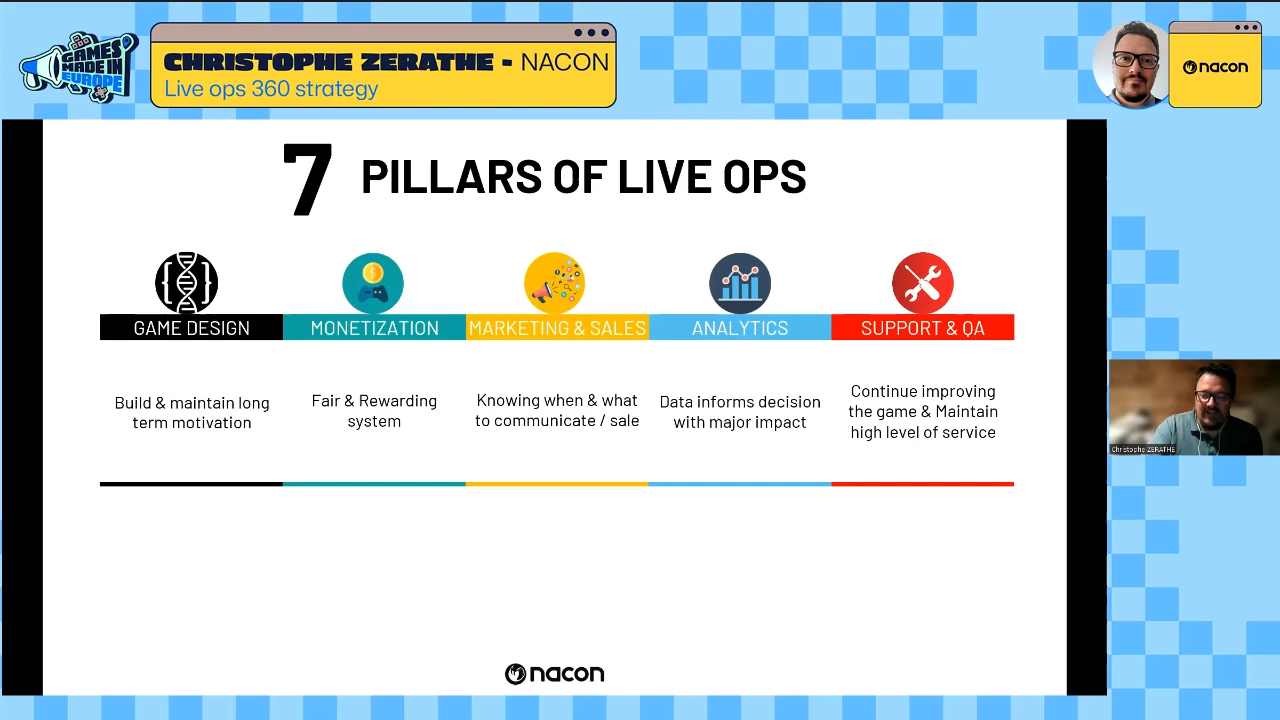 GAMES
MADE IN
EUROPE
CHRISTOPHE ZERATHE - NACON
Live ops 360 strategy
nacon
7 PILLARS OF LIVE OPS
GAME DESIGN
MONETIZATION
MARKETING & SALES
ANALYTICS
SUPPORT & QA
Build & maintain long
term motivation
Fair & Rewarding
system
Knowing when & what
to communicate / sale
Data informs decision
with major impact
Continue improving
the game & Maintain
high level of service
Christophe ZERATHE
nacon